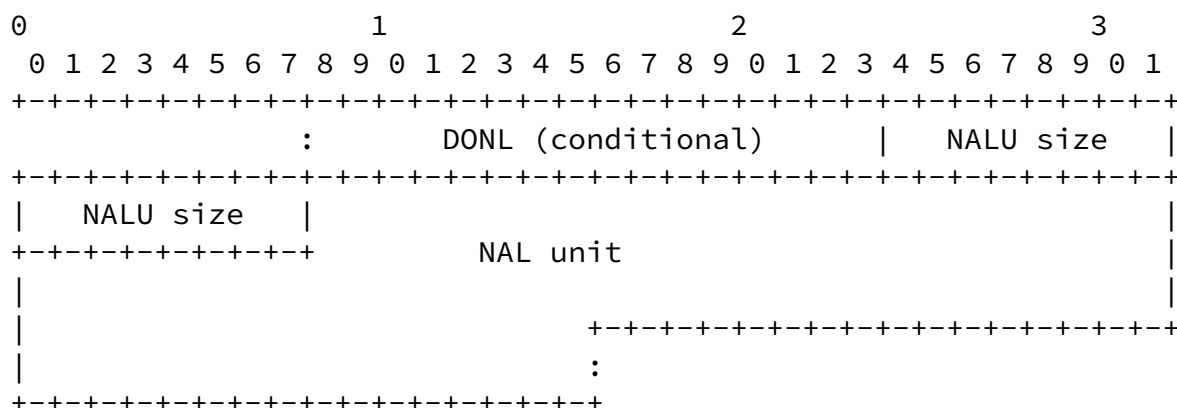 0                   1                   2                   3
 0 1 2 3 4 5 6 7 8 9 0 1 2 3 4 5 6 7 8 9 0 1 2 3 4 5 6 7 8 9 0 1
+-+-+-+-+-+-+-+-+-+-+-+-+-+-+-+-+-+-+-+-+-+-+-+-+-+-+-+-+-+-+-+-+
                :       DONL (conditional)      |   NALU size   |
+-+-+-+-+-+-+-+-+-+-+-+-+-+-+-+-+-+-+-+-+-+-+-+-+-+-+-+-+-+-+-+-+
|   NALU size   |                                               |
+-+-+-+-+-+-+-+-+         NAL unit                              |
|                                                               |
|                               +-+-+-+-+-+-+-+-+-+-+-+-+-+-+-+-+
|                               :
+-+-+-+-+-+-+-+-+-+-+-+-+-+-+-+-+